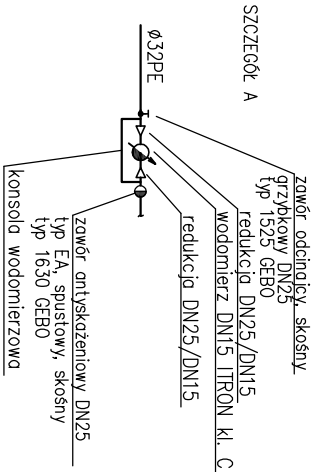 SZCZEGÓŁ A
Ø32PE
zawór odcinajcy, skośny
grzybkowy DN25
typ 1525 GEBO
redukcja DN25/DN15
wodomierz DN15 ITRON kl. C
redukcja DN25/DN15
zawór antyskażeniowy DN25
typ EA, spustowy, skośny
typ 1630 GEBO
konsola wodomierzowa